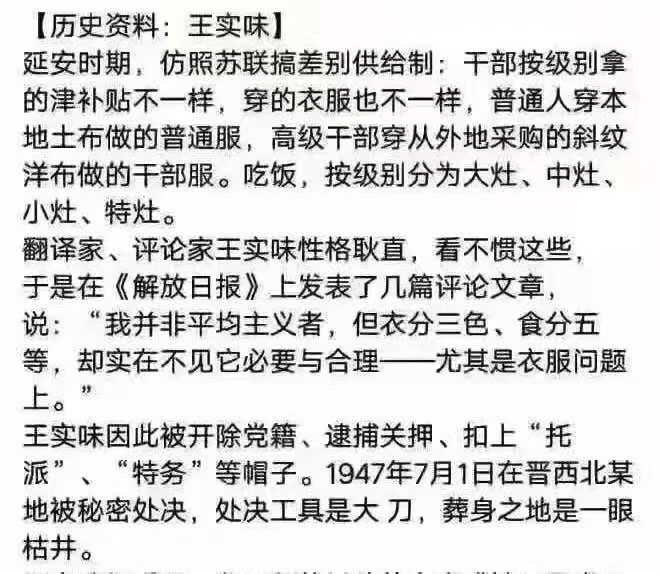 【历史资料：王实味】
延安时期，仿照苏联搞差别供给制：干部按级别拿
的津补贴不一样，穿的衣服也不一样，普通人穿本
地土布做的普通服，高级干部穿从外地采购的斜纹
洋布做的干部服。吃饭，按级别分为大灶、中灶、
小灶、特灶。
翻译家、评论家王实味性格耿直，看不惯这些，
于是在《解放日报》上发表了几篇评论文章，
说：“我并非平均主义者，但衣分三色、食分五
等，却实在不见它必要与合理——尤其是衣服问题
上。”
王实味因此被开除党籍、逮捕关押、扣上“托
派”、“特务”等帽子。1947年7月1日在晋西北某
地被秘密处决，处决工具是大 刀，葬身之地是一眼
枯井。